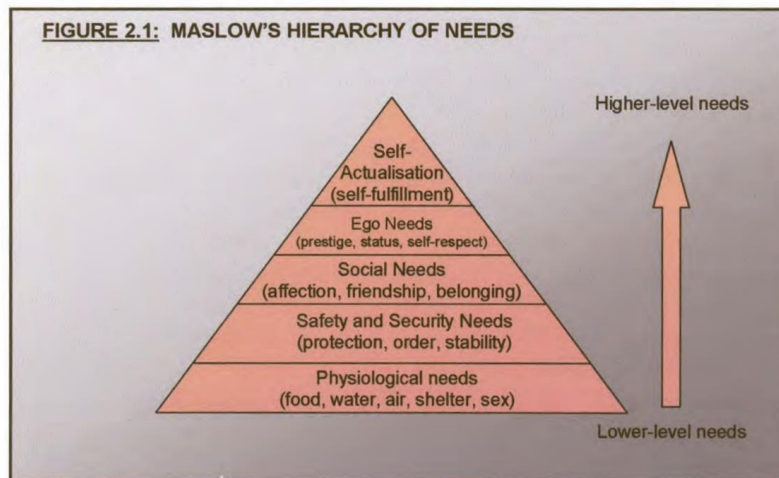 FIGURE 2.1: MASLOW'S HIERARCHY OF NEEDS
Higher-level needs
Self-
Actualisation
(self-fulfillment)
Ego Needs
(prestige, status, self-respect)
Social Needs
(affection, friendship, belonging)
Safety and Security Needs
(protection, order, stability)
Physiological needs
(food, water, air, shelter, sex)
Lower-level needs